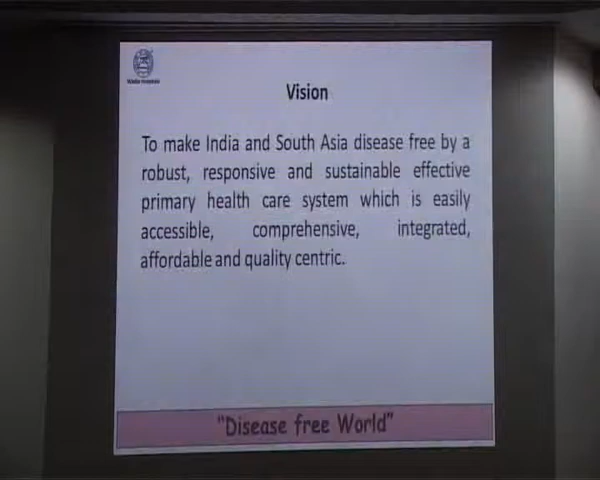 Vision
To make India and South Asia disease free by a
robust, responsive and sustainable effective
primary health care system which is easily
accessible, comprehensive, integrated,
affordable and quality centric.
"Disease free World"